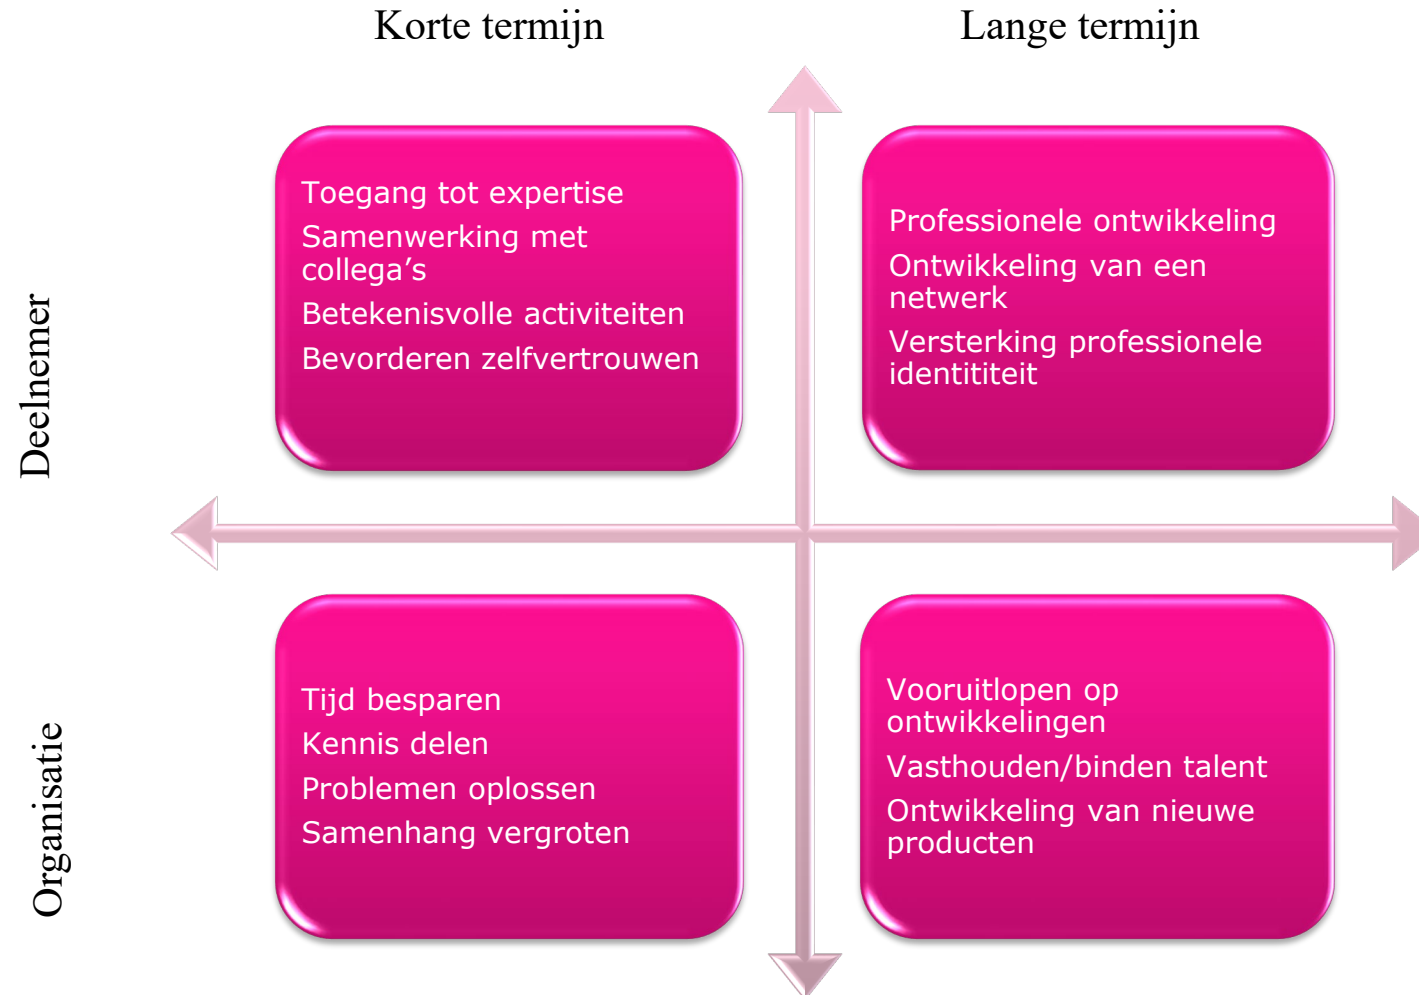 Korte termijn
Lange termijn
Deelnemer
Toegang tot expertise
Samenwerking met
collega’s
Betekenisvolle activiteiten
Bevorderen zelfvertrouwen
Professionele ontwikkeling
Ontwikkeling van een
netwerk
Versterking professionele
identititeit
Organisatie
Tijd besparen
Kennis delen
Problemen oplossen
Samenhang vergroten
Vooruitlopen op
ontwikkelingen
Vasthouden/binden talent
Ontwikkeling van nieuwe
producten